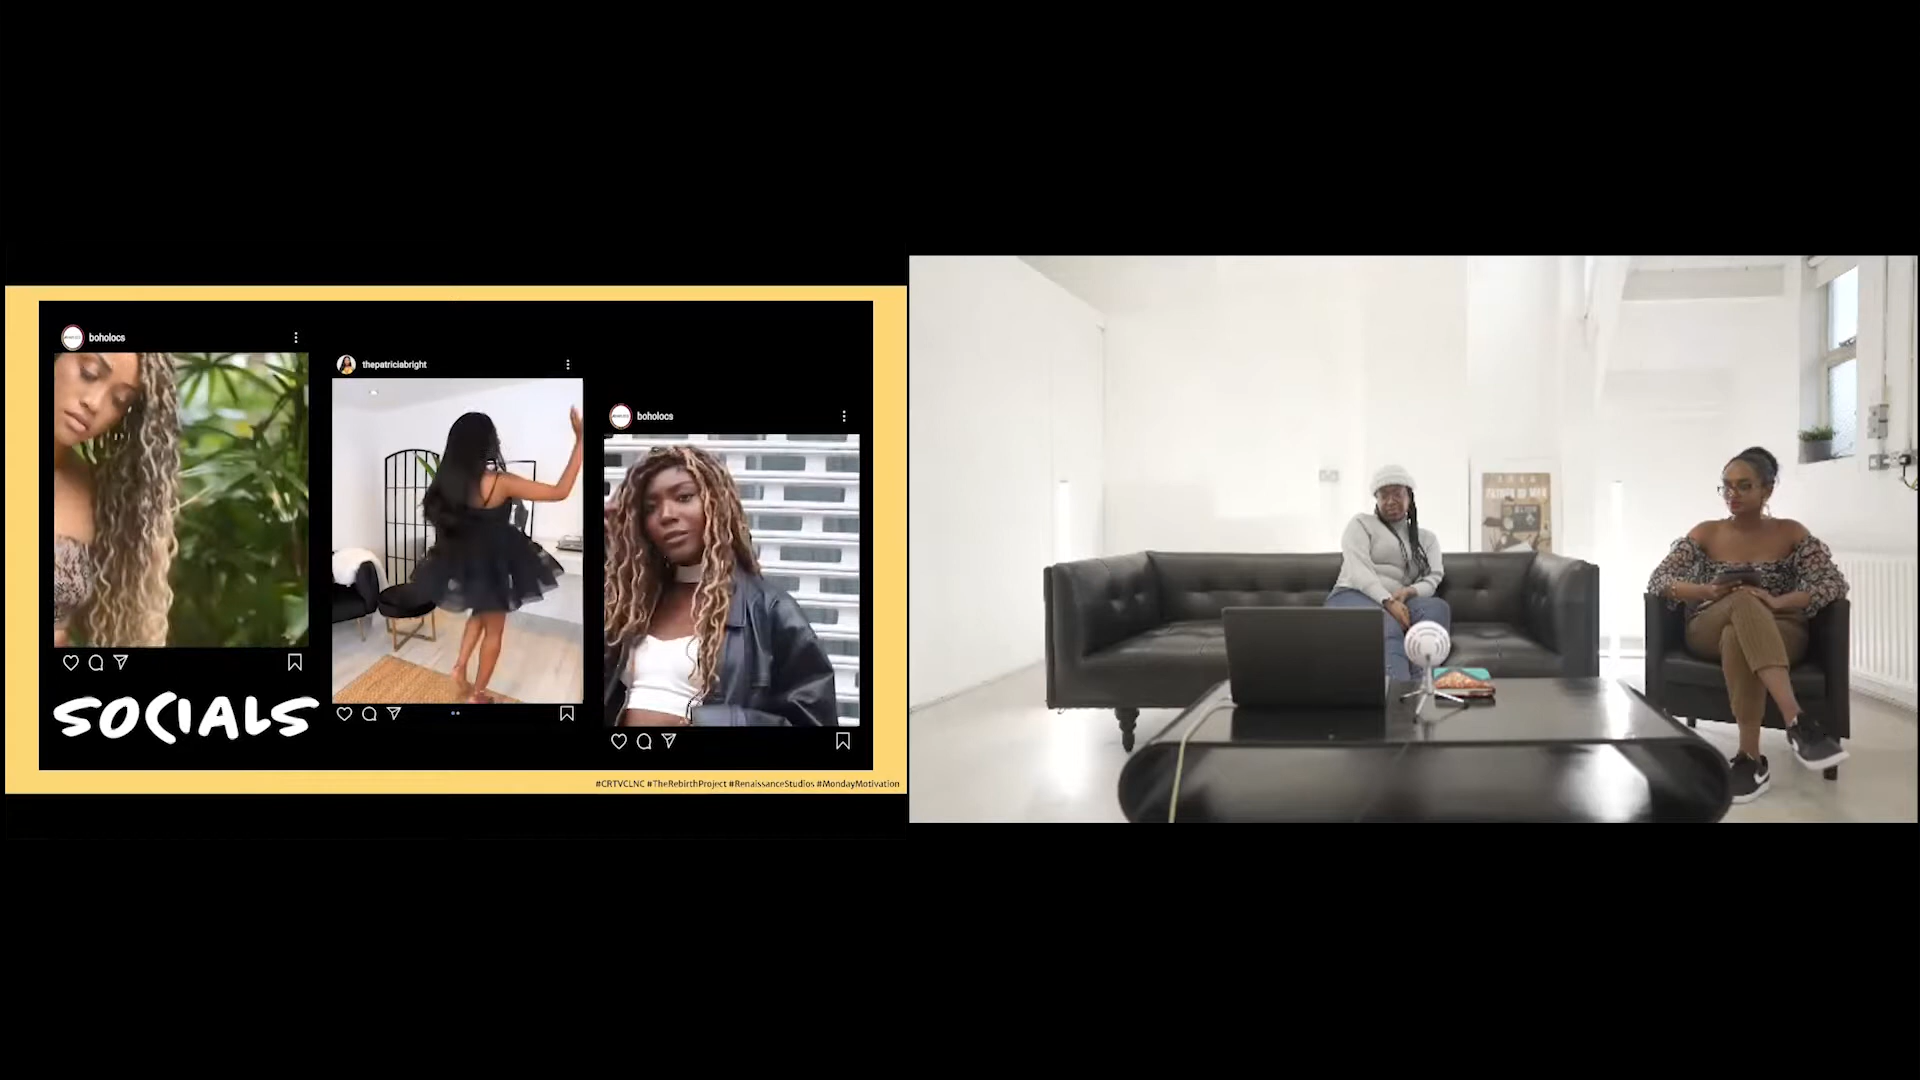 boholocs
thepatriciabright
boholocs
SOCIALS
#CRTVCLNC #TheRebirthProject #RenaissanceStudios #MondayMotivation